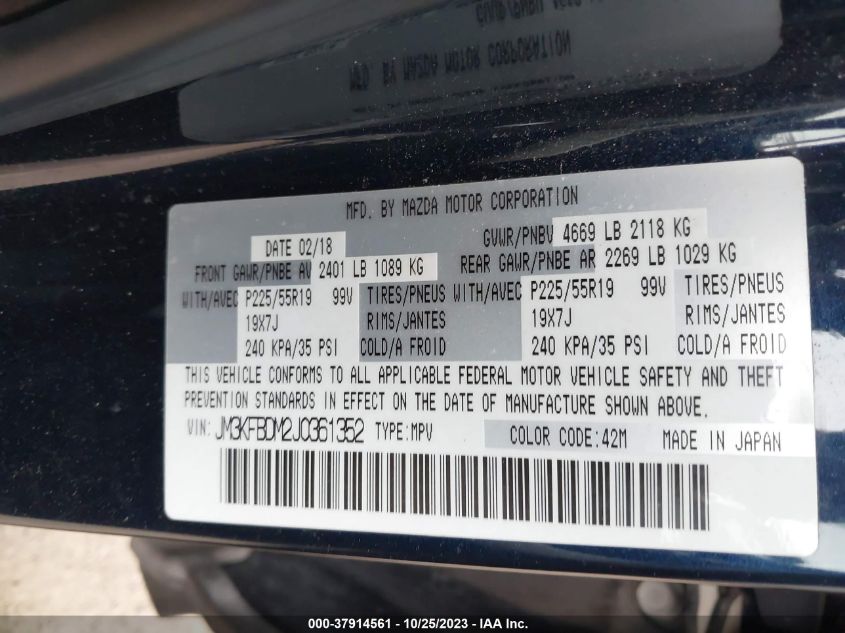 MFD. BY MAZDA MOTOR CORPORATION
DATE 02/18 GVWR/PNBV 4669 LB 2118 KG
FRONT GAWR/PNBE AV 2401 LB 1089 KG REAR GAWR/PNBE AR 2269 LB 1029 KG
WITH/AVEC P225/55R19 99V TIRES/PNEUS WITH/AVEC P225/55R19 99V TIRES/PNEUS
19X7J RIMS/JANTES 19X7J RIMS/JANTES
240 KPA/35 PSI COLD/A FROID 240 KPA/35 PSI COLD/A FROID
THIS VEHICLE CONFORMS TO ALL APPLICABLE FEDERAL MOTOR VEHICLE SAFETY AND THEFT
PREVENTION STANDARDS IN EFFECT ON THE DATE OF MANUFACTURE SHOWN ABOVE.
VIN: JM3KFBDM2J0361352 TYPE:MPV COLOR CODE:42M MADE IN JAPAN
000-37914561 - 10/25/2023 - IAA Inc.